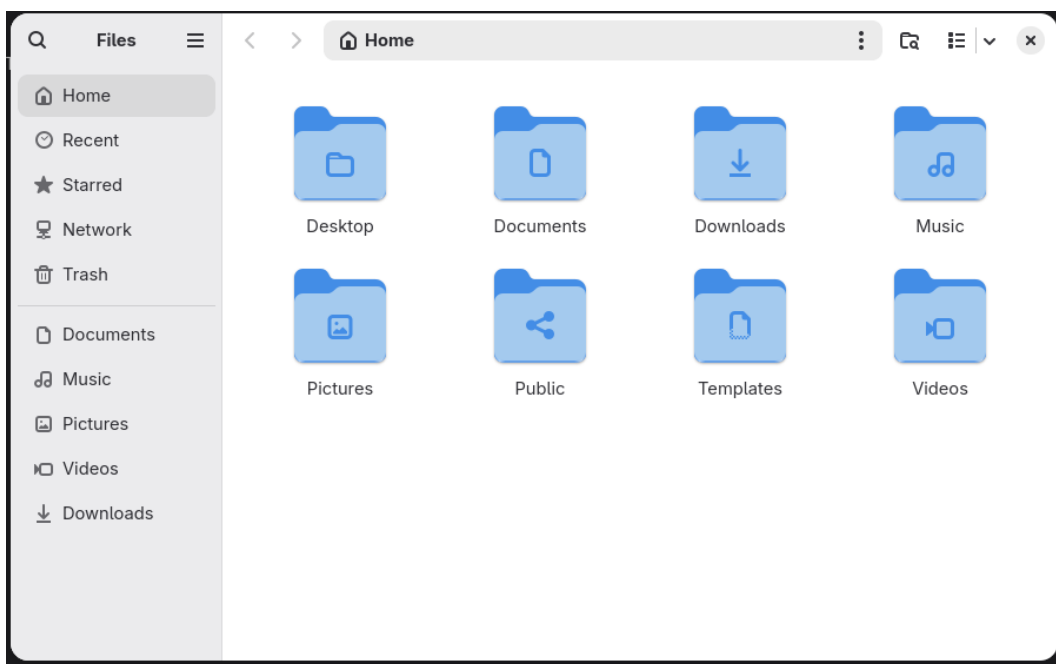 Files
Home
Home
Recent
Starred
Network
Trash
Documents
Music
Pictures
Videos
Downloads
Desktop
Documents
Downloads
Music
Pictures
Public
Templates
Videos